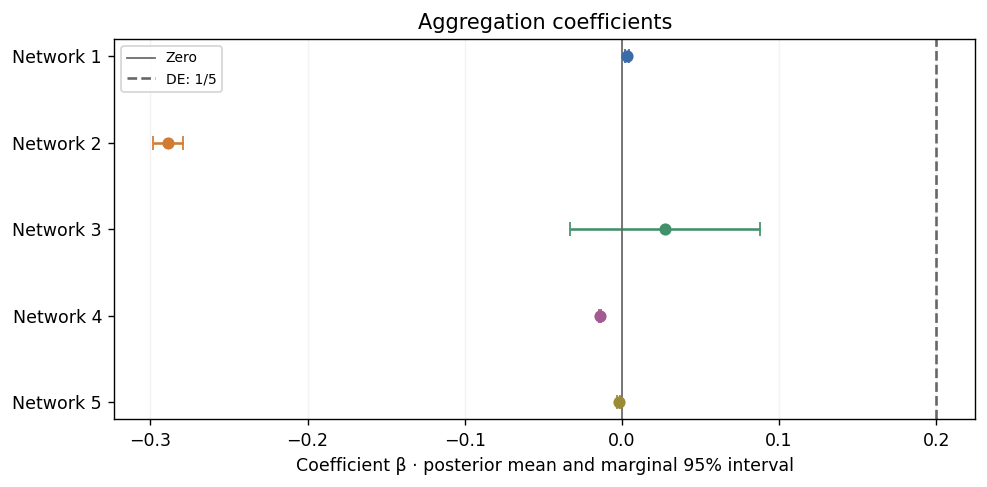 Aggregation coefficients
Zero
DE: 1/5
Network 1
Network 2
Network 3
Network 4
Network 5
−0.3 −0.2 −0.1 0.0 0.1 0.2
Coefficient β · posterior mean and marginal 95% interval